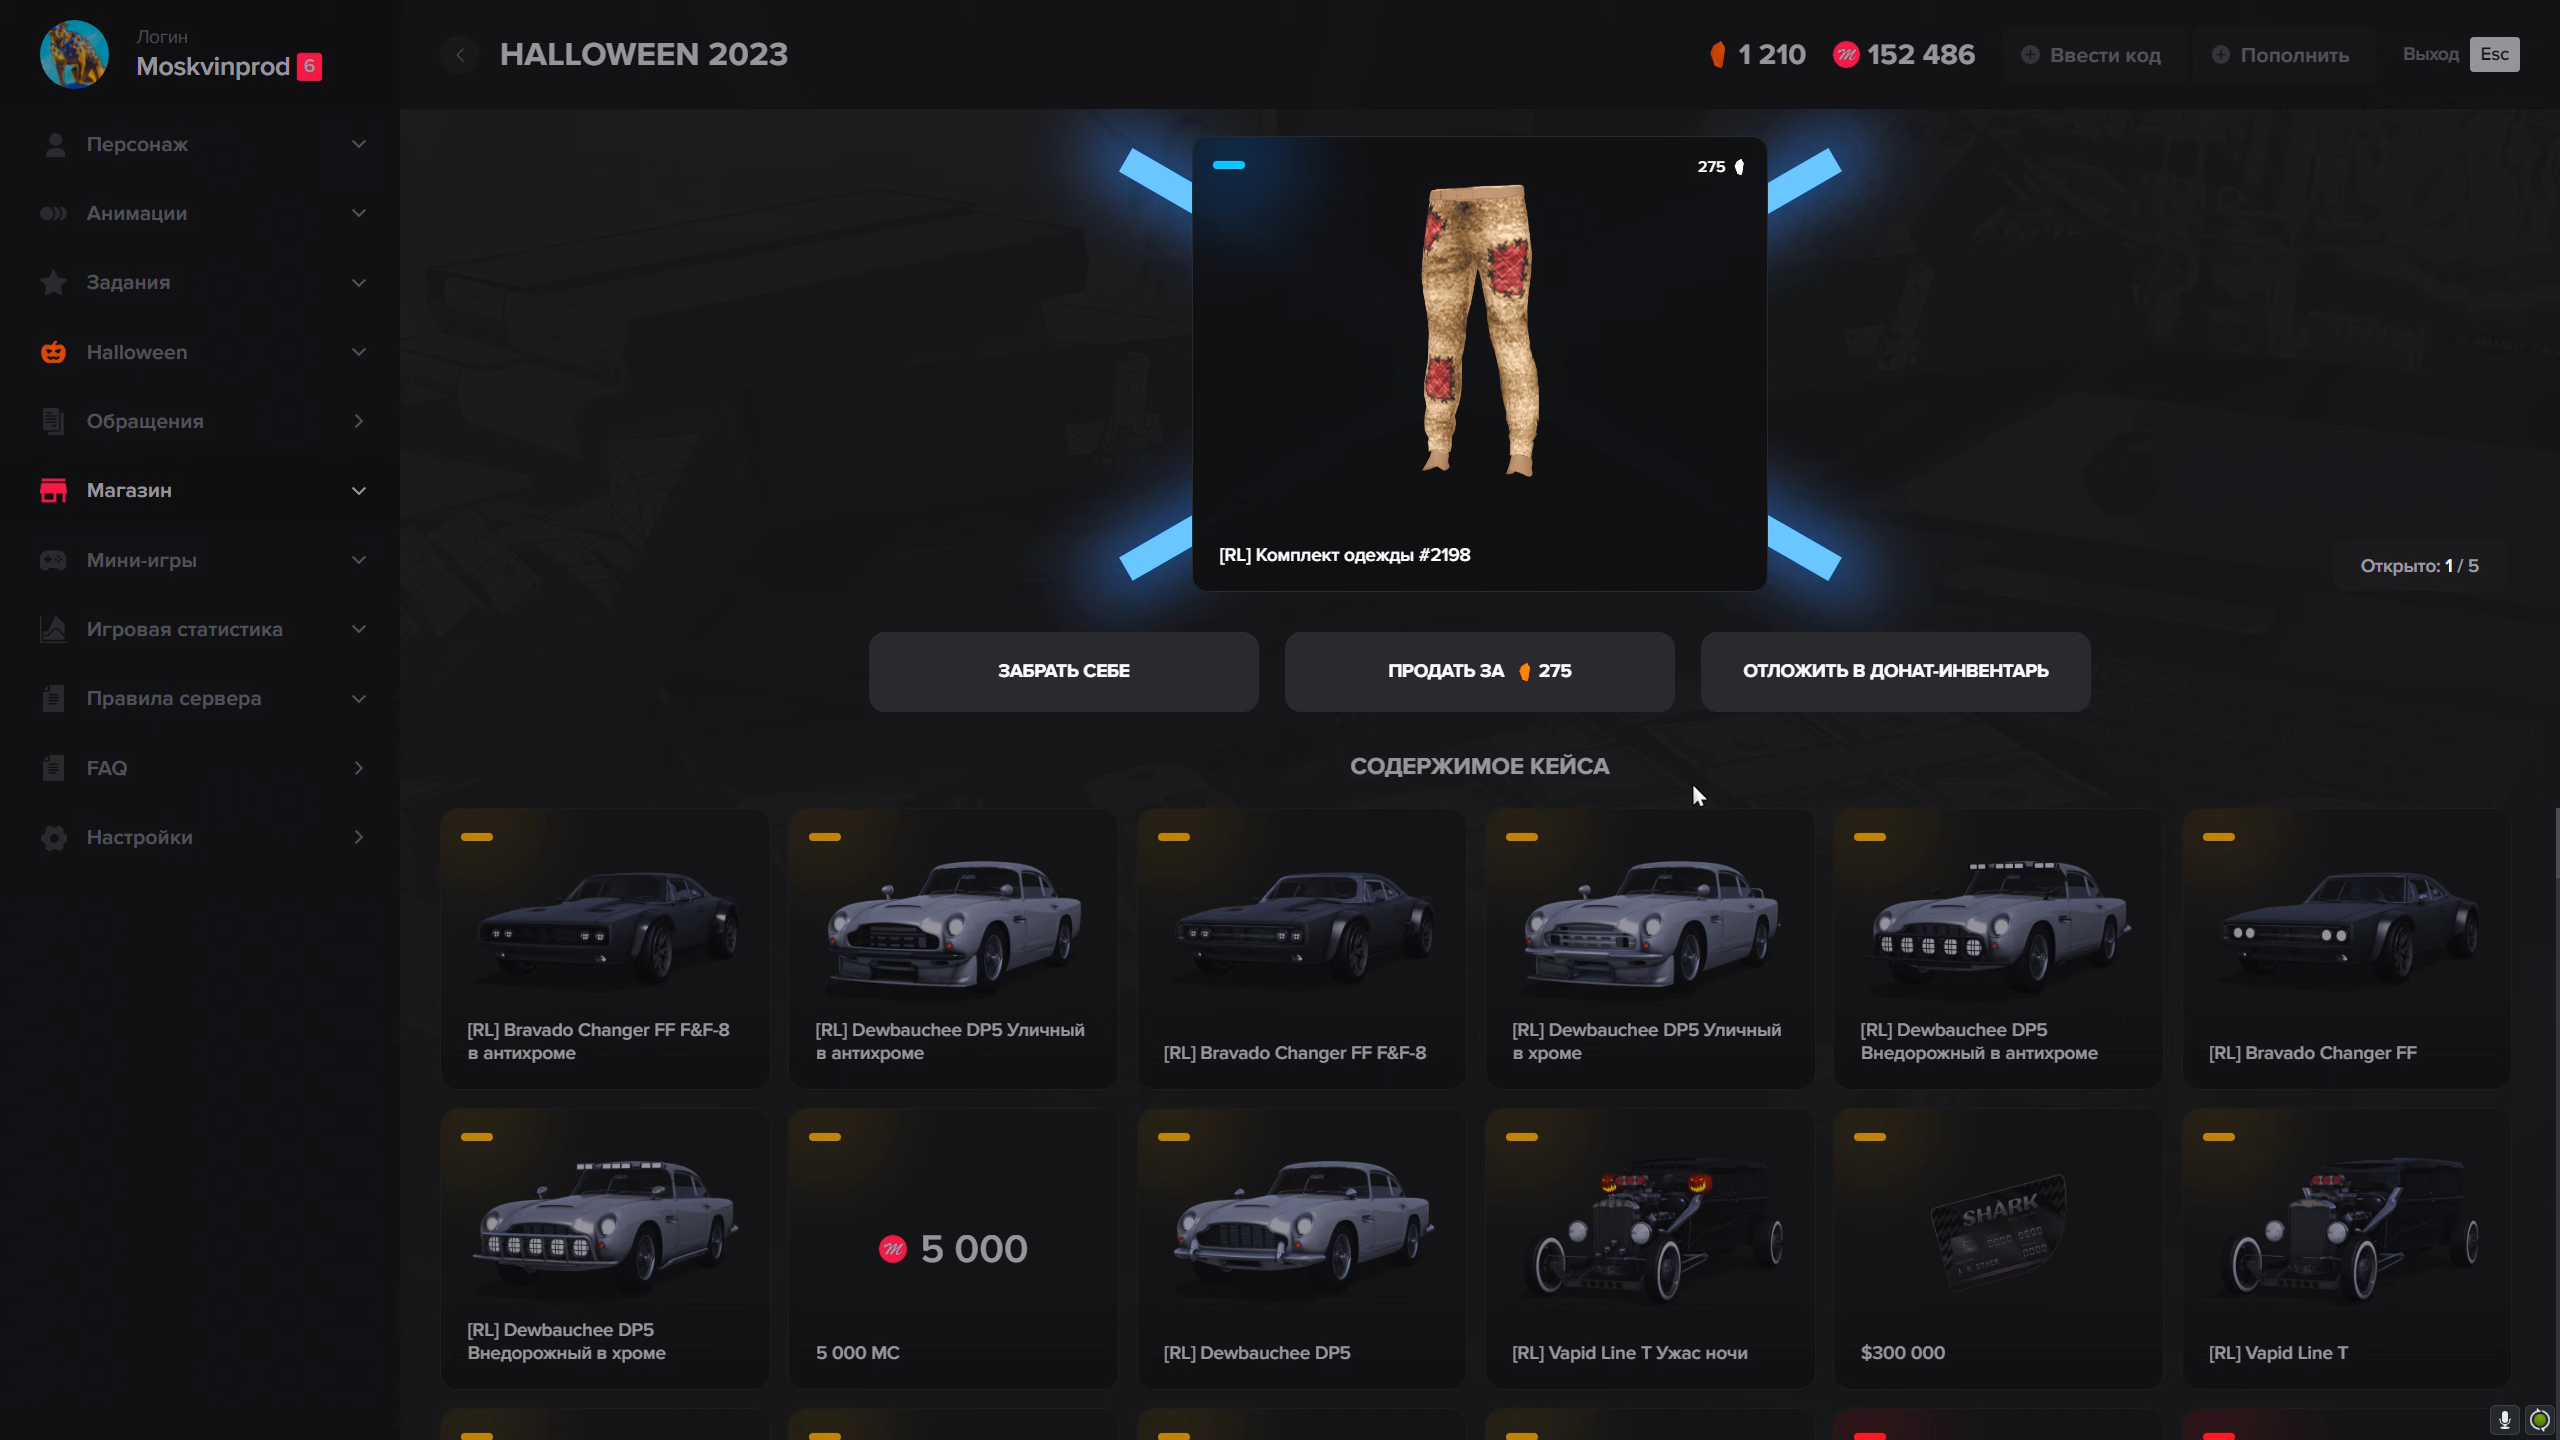 Логин
Moskvinprod 6
HALLOWEEN 2023
1 210
152 486
Ввести код
Пополнить
Выход
Esc
Персонаж
Анимации
Задания
Halloween
Обращения
Магазин
Мини-игры
Игровая статистика
Правила сервера
FAQ
Настройки
275
[RL] Комплект одежды #2198
Открыто: 1 / 5
ЗАБРАТЬ СЕБЕ
ПРОДАТЬ ЗА 275
ОТЛОЖИТЬ В ДОНАТ-ИНВЕНТАРЬ
СОДЕРЖИМОЕ КЕЙСА
[RL] Bravado Changer FF F&F-8
в антихроме
[RL] Dewbauchee DP5 Уличный
в антихроме
[RL] Bravado Changer FF F&F-8
[RL] Dewbauchee DP5 Уличный
в хроме
[RL] Dewbauchee DP5
Внедорожный в антихроме
[RL] Bravado Changer FF
[RL] Dewbauchee DP5
Внедорожный в хроме
5 000
5 000 MC
[RL] Dewbauchee DP5
[RL] Vapid Line T Ужас ночи
SHARK
$300 000
[RL] Vapid Line T